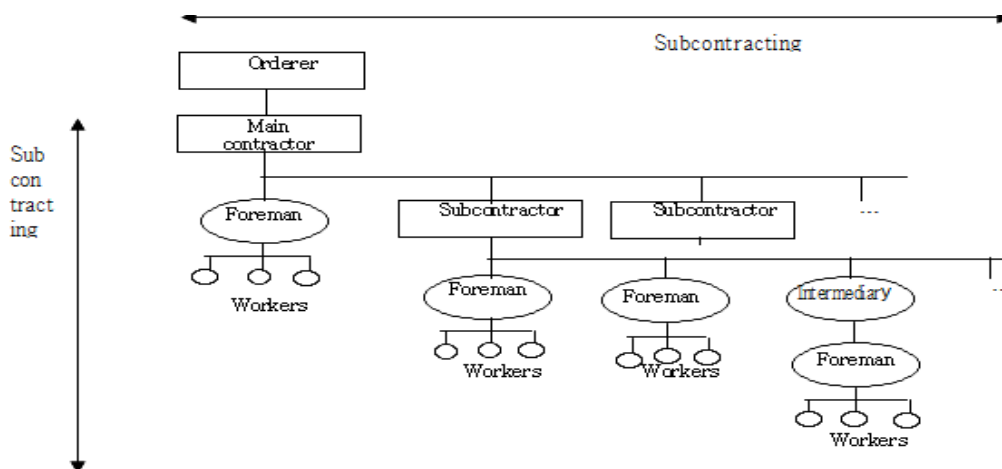 Subcontracting
Orderer
Main
contractor
Sub
con
tract
ing
Foreman
Subcontractor
Subcontractor
---
Workers
Foreman
Foreman
Intermediary
--
Workers
Workers
Foreman
Workers